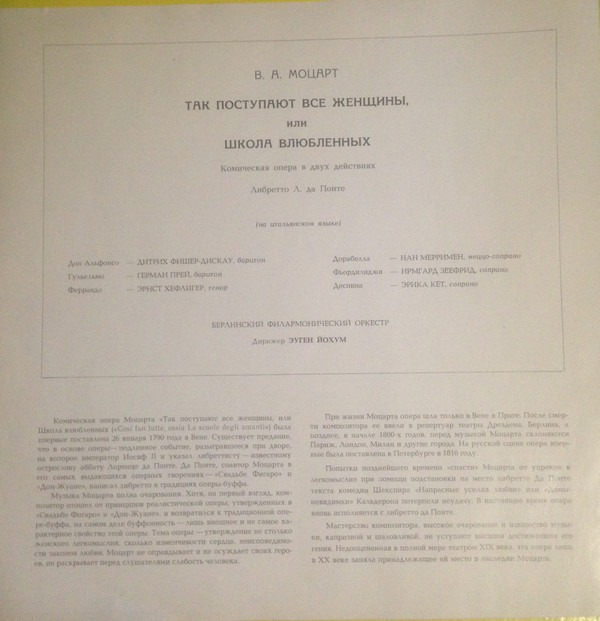 В. А. МОЦАРТ
ТАК ПОСТУПАЮТ ВСЕ ЖЕНЩИНЫ,
ИЛИ
ШКОЛА ВЛЮБЛЕННЫХ
Комическая опера в двух действиях
Либретто Л. да Понте
(на итальянском языке)
Дон Альфонсо — ДИТРИХ ФИШЕР-ДИСКАУ, баритон
Гульельмо — ГЕРМАН ПРЕЙ, баритон
Феррандо — ЭРНСТ ХЕФЛИГЕР, тенор
Дорабелла — НАН МЕРРИМЕН, меццо-сопрано
Фьордилиджи — ИРМГАРД ЗЕЕФРИД, сопрано
Деспина — ЭРИКА КЕТ, сопрано
БЕРЛИНСКИЙ ФИЛАРМОНИЧЕСКИЙ ОРКЕСТР
Дирижер ЭУГЕН ЙОХУМ
Комическая опера Моцарта «Так поступают все женщины, или
Школа влюбленных («Cosi fan tutte, ossia La scuola degli amanti») была
впервые поставлена 26 января 1790 года в Вене. Существует предание,
что в основе оперы — подлинное событие, разыгравшееся при дворе,
на которое император Иосиф II и указал либреттисту — известному
острослову аббату Лоренцо да Понте. Да Понте, соавтор Моцарта в
его самых выдающихся оперных творениях — «Свадьбе Фигаро» и
«Дон-Жуане», написал либретто в традициях оперы-буффа.
Музыка Моцарта полна очарования. Хотя, на первый взгляд, ком-
позитор отошел от принципов реалистической оперы, утвержденных в
«Свадьбе Фигаро» и «Дон-Жуане», и возвратился к традиционной опе-
ре-буффа, на самом деле буффонность — лишь внешнее и не самое ха-
рактерное свойство этой оперы. Тема оперы — утверждение не столько
женского легкомыслия, сколько изменчивости сердца, неисповедимо-
сти законов любви. Моцарт не оправдывает и не осуждает своих геро-
ев, но раскрывает перед слушателями слабость человека.
При жизни Моцарта опера шла только в Вене и Праге. После смер-
ти композитора ее ввели в репертуар театры Дрездена, Берлина, а
позднее, в начале 1800-х годов, перед музыкой Моцарта склоняются
Париж, Лондон, Милан и другие города. На русской сцене опера впер-
вые была поставлена в Петербурге в 1816 году.
Попытки позднейшего времени «спасти» Моцарта от упреков в
легкомыслии при помощи подстановки на место либретто Да Понте
текста комедии Шекспира «Напрасные усилия любви» или «Дамы-
невидимки» Кальдерона потерпели неудачу. В настоящее время опера
вновь исполняется с либретто да Понте.
Мастерство композитора, высокое очарование и изящество музы-
ки, капризной и шаловливой, не уступают высшим достижениям его
гения. Недооцененная в полной мере театром XIX века, эта опера лишь
в XX веке заняла принадлежащее ей место в наследии Моцарта.